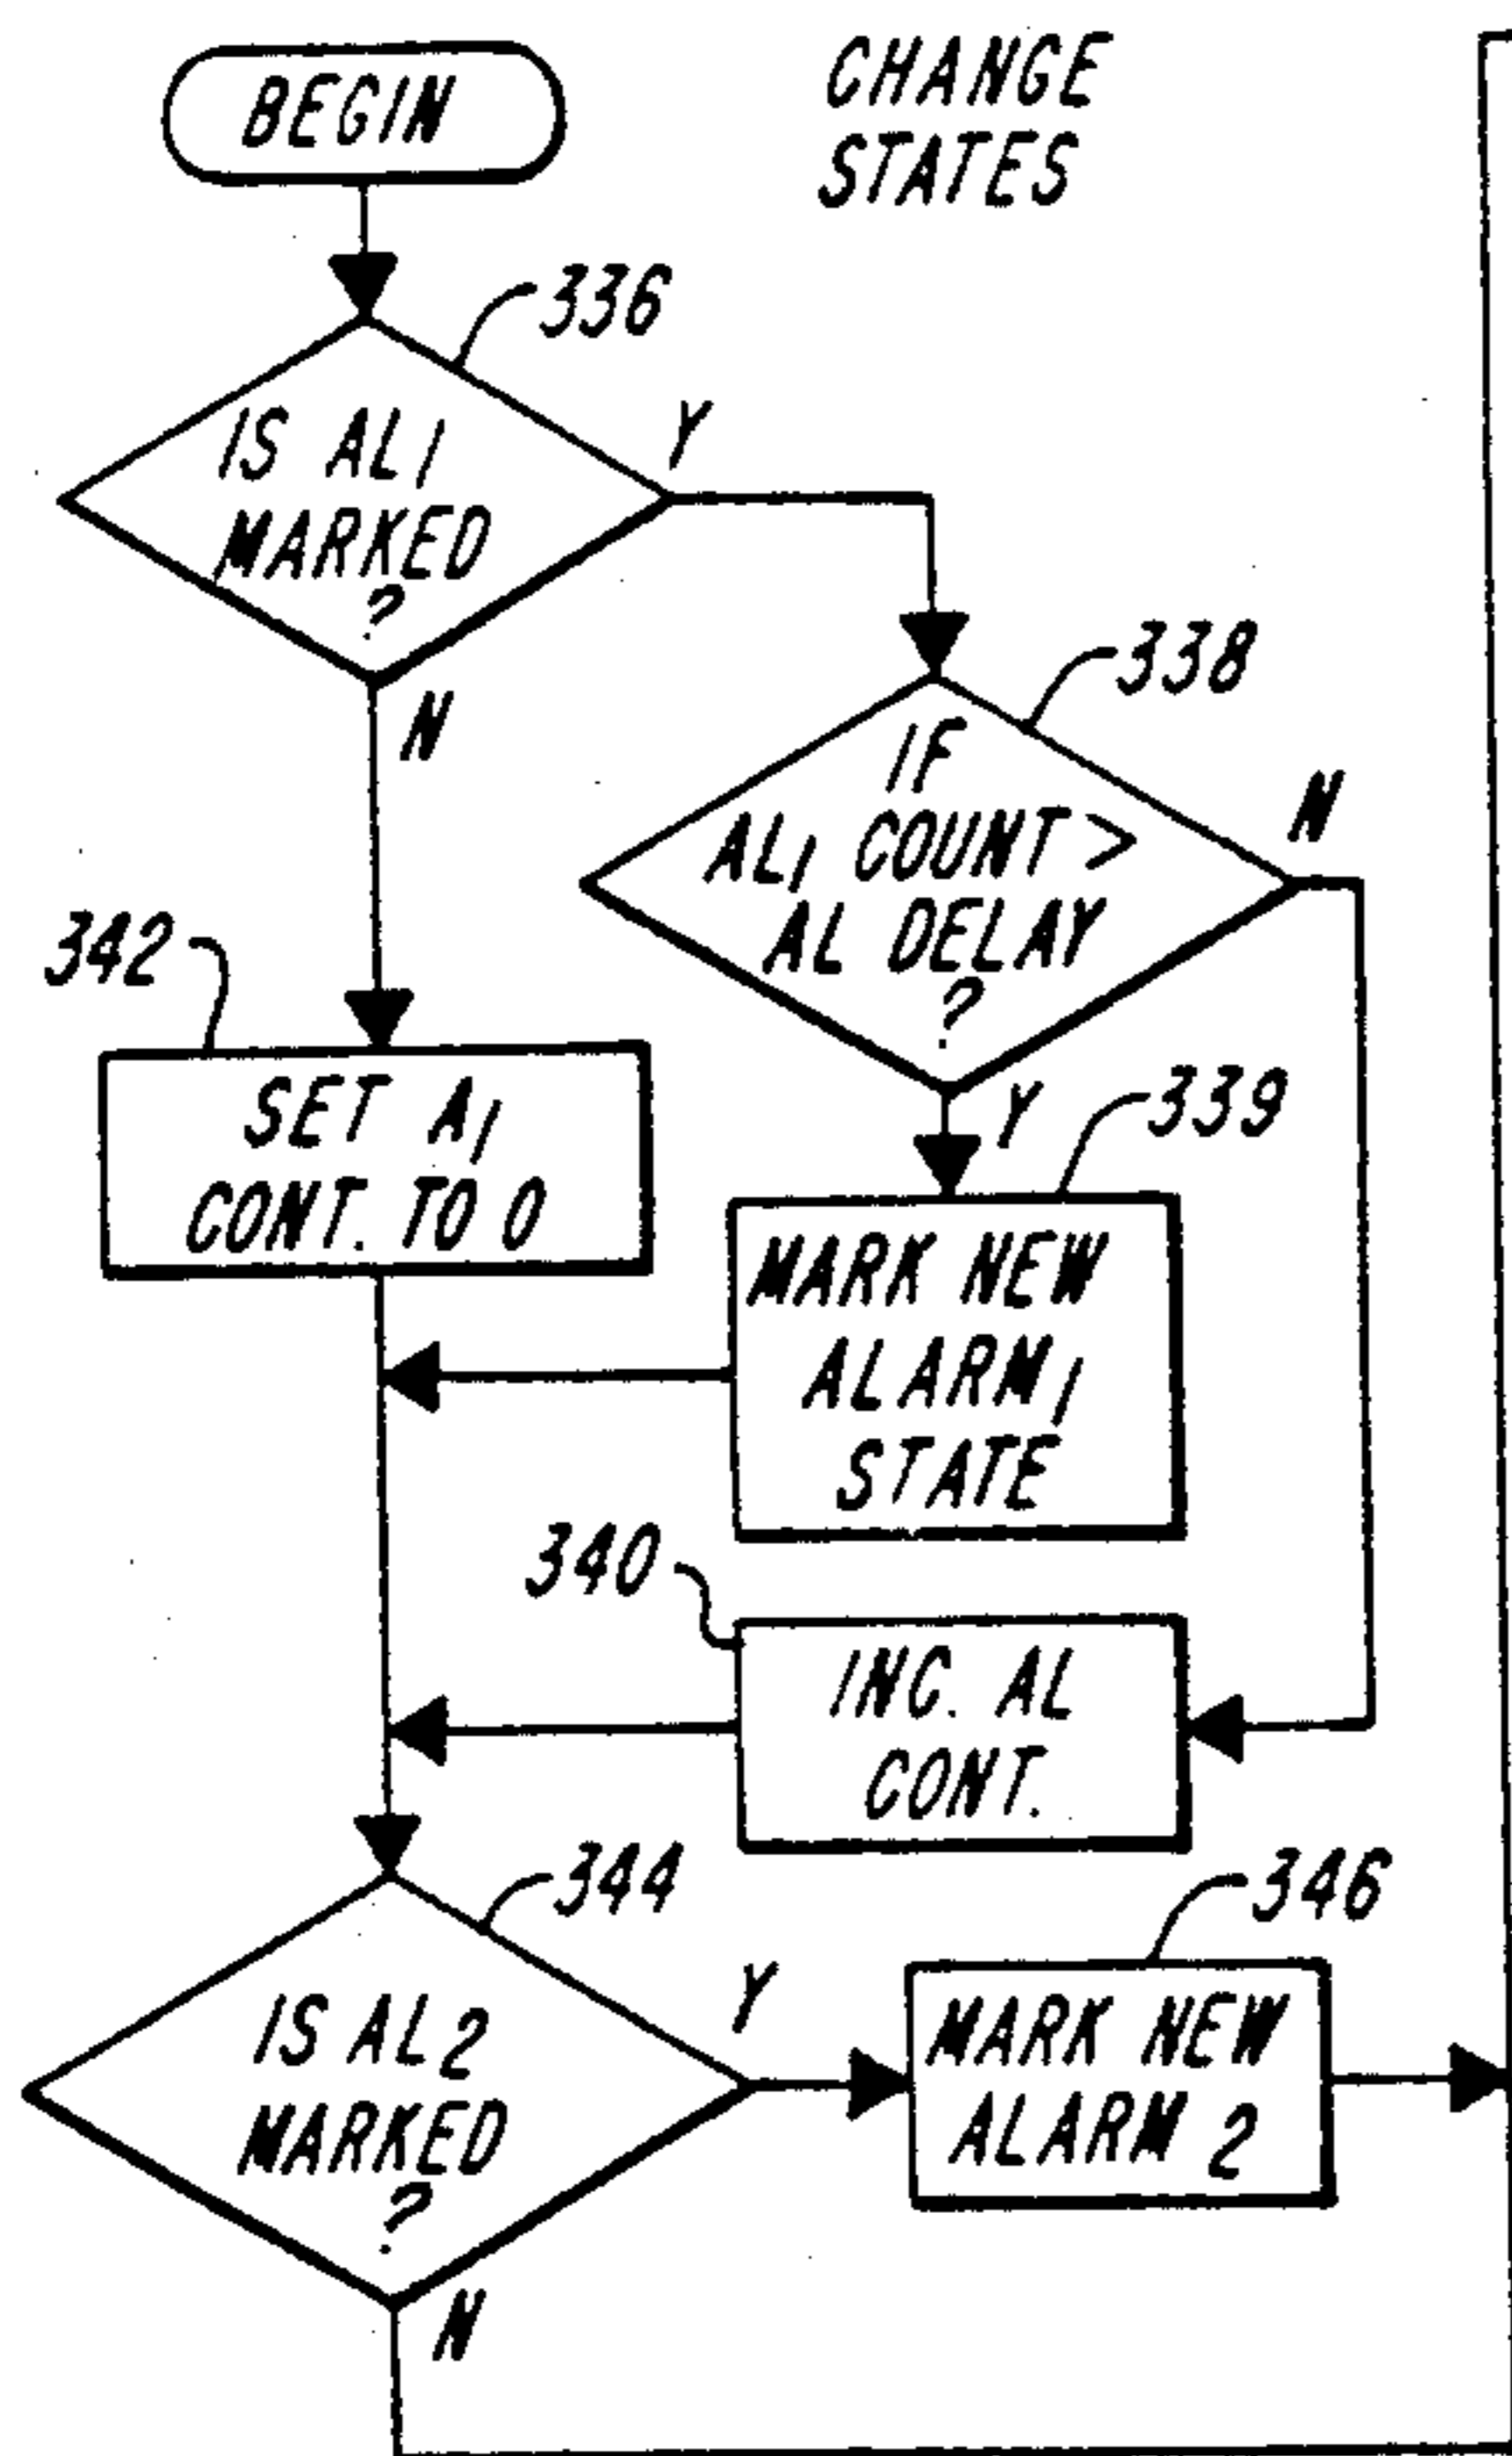 BEGIN
CHANGE
STATES
336
IS AL1
MARKED
?
Y
N
338
IF
AL1 COUNT >
AL DELAY
?
N
Y
342
SET A1
CONT. TO 0
339
MARK NEW
ALARM1
STATE
340
INC. AL
CONT.
344
IS AL2
MARKED
?
Y
N
346
MARK NEW
ALARM 2